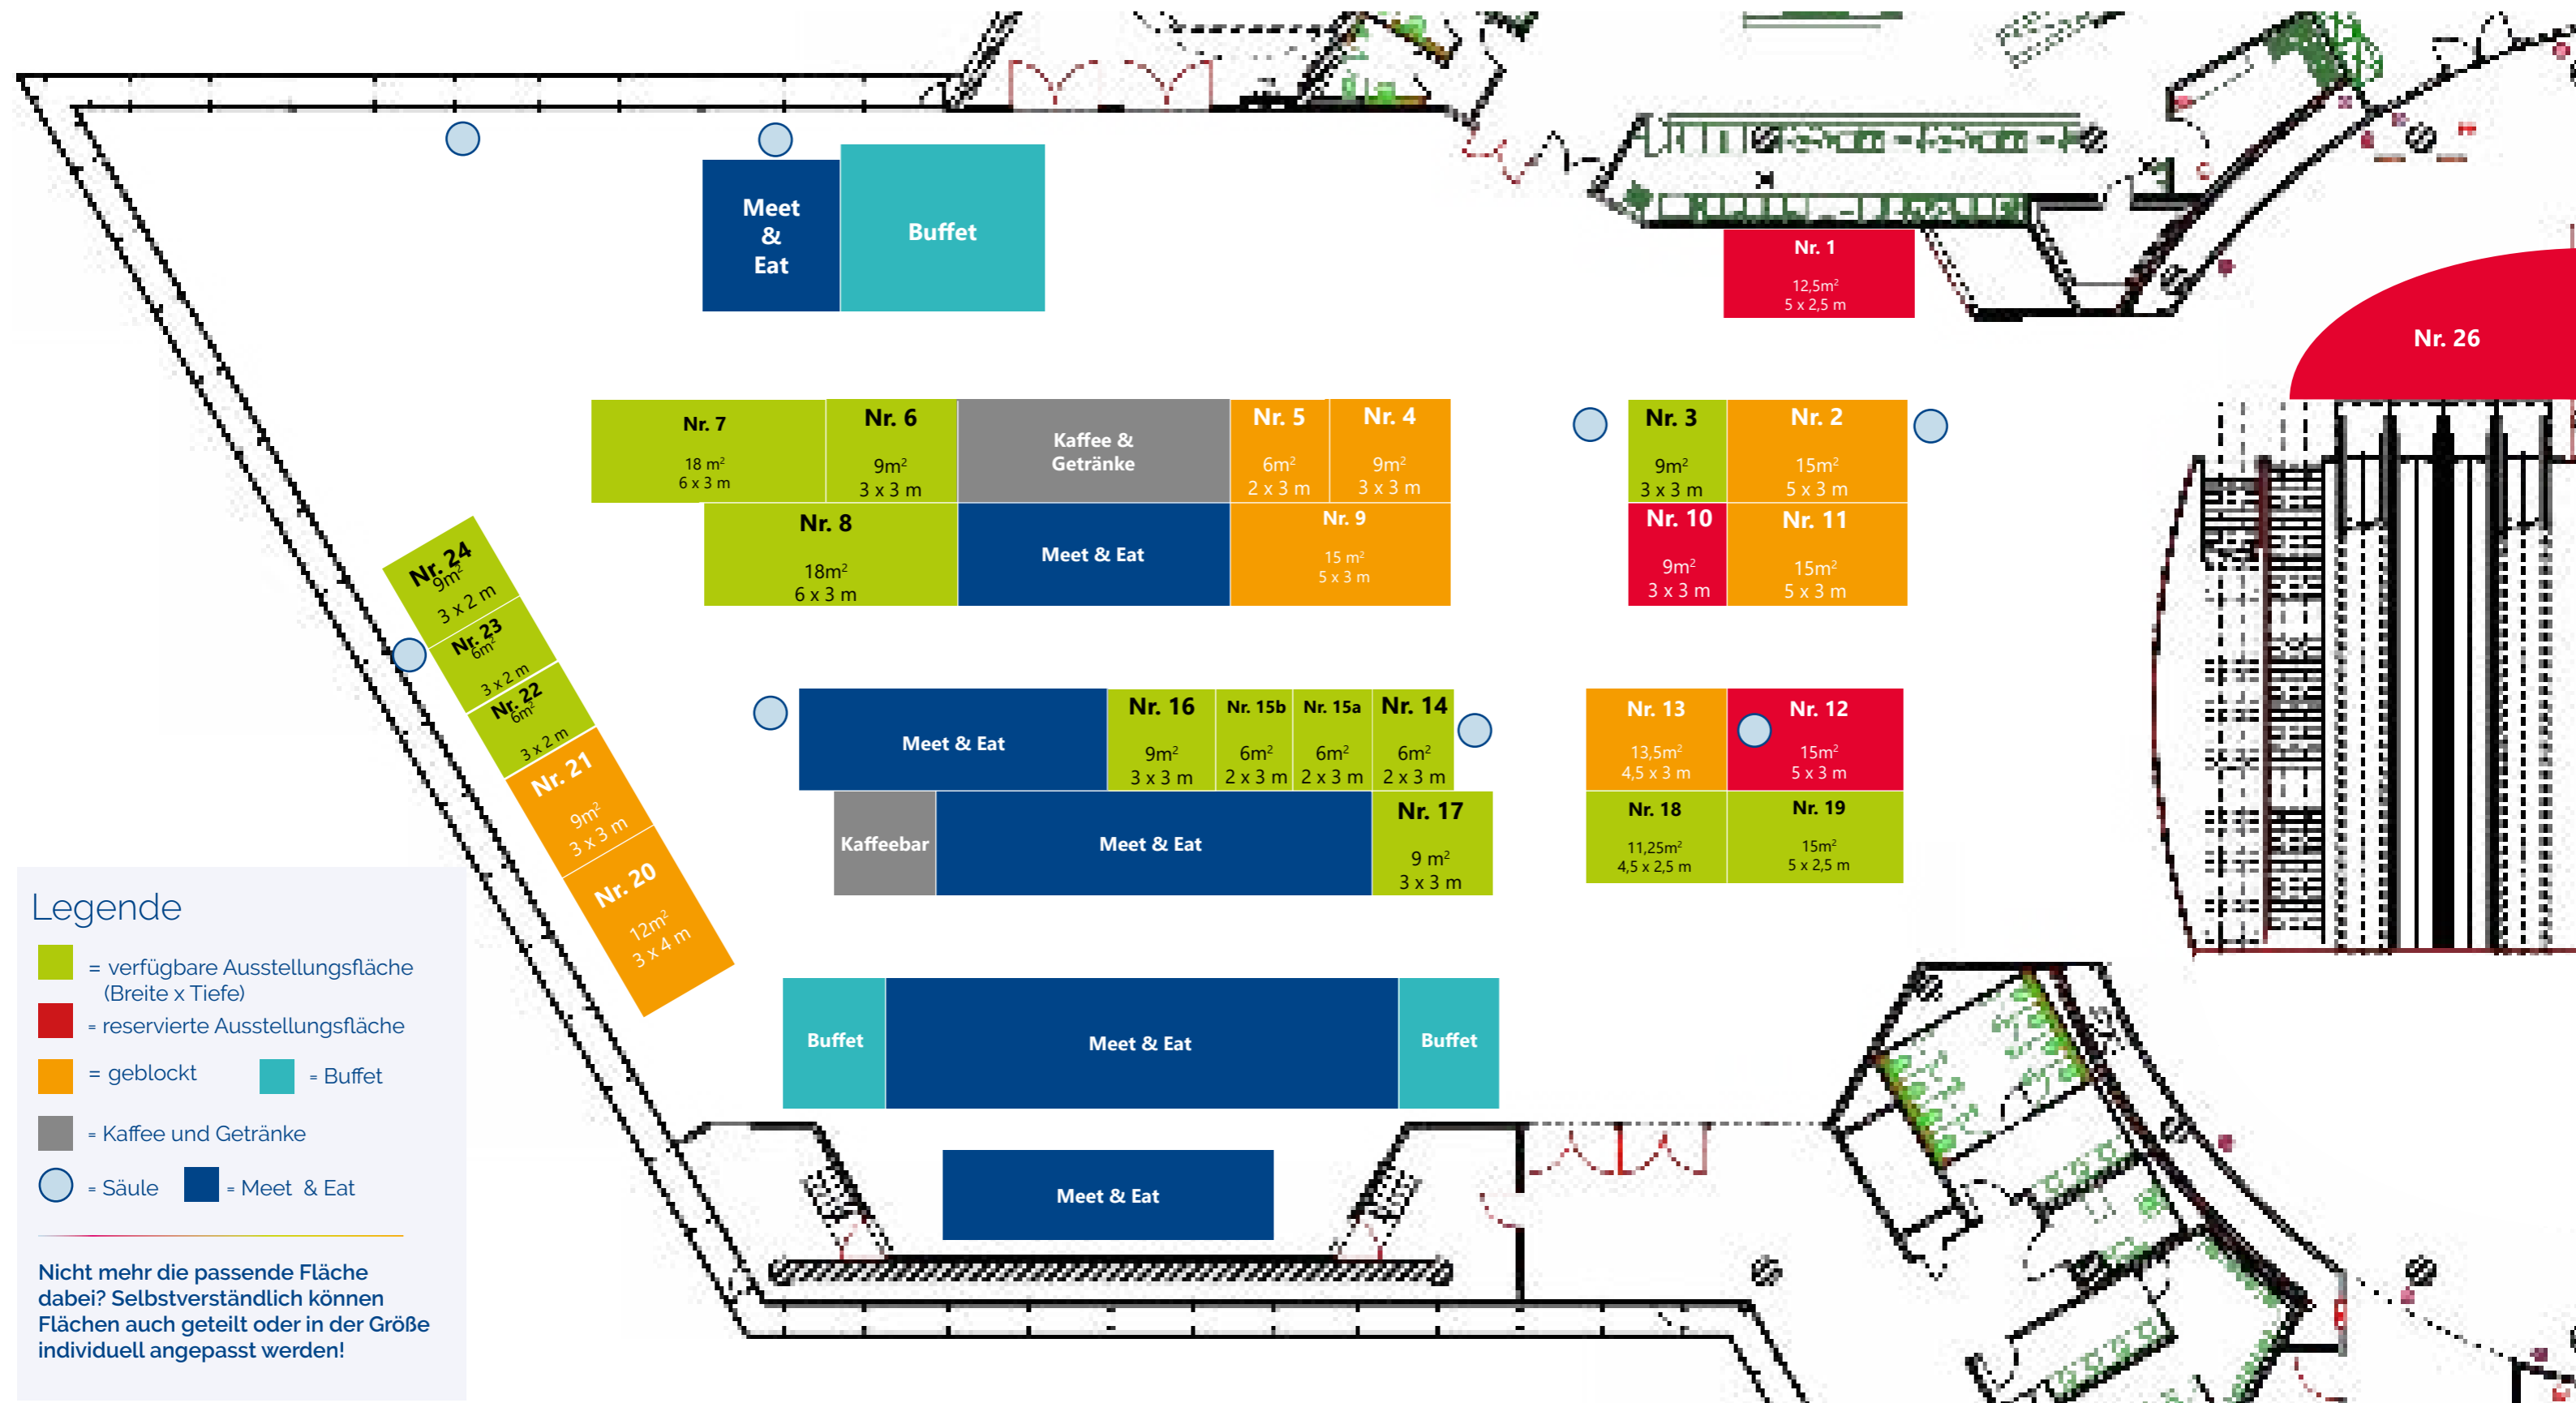 Meet
&
Eat
Buffet
Nr. 1
12,5m²
5 x 2,5 m
Nr. 26
Nr. 7
18 m²
6 x 3 m
Nr. 6
9m²
3 x 3 m
Kaffee &
Getränke
Nr. 5
6m²
2 x 3 m
Nr. 4
9m²
3 x 3 m
Nr. 3
9m²
3 x 3 m
Nr. 2
15m²
5 x 3 m
Nr. 8
18m²
6 x 3 m
Meet & Eat
Nr. 9
15 m²
5 x 3 m
Nr. 10
9m²
3 x 3 m
Nr. 11
15m²
5 x 3 m
Nr. 24
9m²
3 x 2 m
Nr. 23
6m²
3 x 2 m
Nr. 22
6m²
3 x 2 m
Nr. 21
9m²
3 x 3 m
Nr. 20
12m²
3 x 4 m
Meet & Eat
Nr. 16
9m²
3 x 3 m
Nr. 15b
6m²
2 x 3 m
Nr. 15a
6m²
2 x 3 m
Nr. 14
6m²
2 x 3 m
Nr. 13
13,5m²
4,5 x 3 m
Nr. 12
15m²
5 x 3 m
Kaffeebar
Meet & Eat
Nr. 17
9 m²
3 x 3 m
Nr. 18
11,25m²
4,5 x 2,5 m
Nr. 19
15m²
5 x 2,5 m
Buffet
Meet & Eat
Buffet
Meet & Eat
Legende
= verfügbare Ausstellungsfläche
(Breite x Tiefe)
= reservierte Ausstellungsfläche
= geblockt
= Buffet
= Kaffee und Getränke
= Säule
= Meet & Eat
Nicht mehr die passende Fläche
dabei? Selbstverständlich können
Flächen auch geteilt oder in der Größe
individuell angepasst werden!